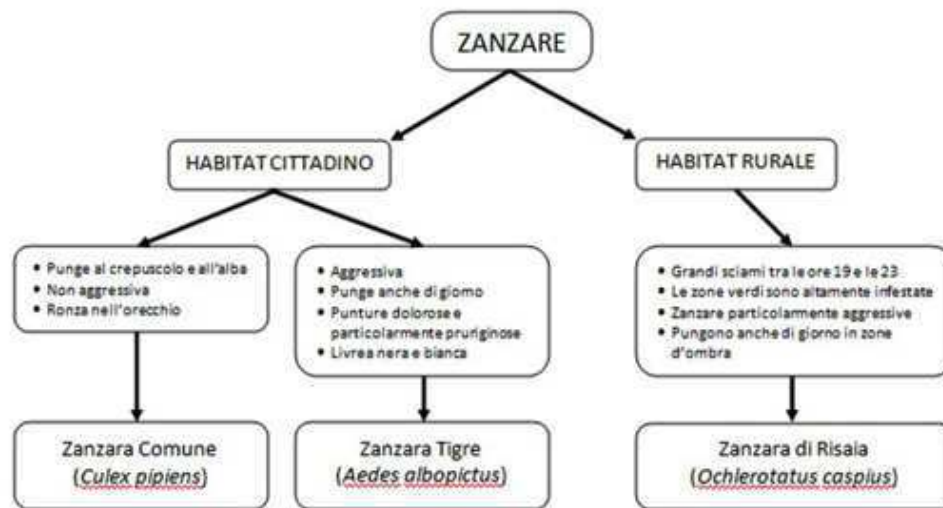 ZANZARE
HABITAT CITTADINO
HABITAT RURALE
• Punge al crepuscolo e all'alba
• Non aggressiva
• Ronza nell'orecchio
• Aggressiva
• Punge anche di giorno
• Punture dolorose e
particolarmente pruriginose
• Livrea nera e bianca
• Grandi sciami tra le ore 19 e le 23
• Le zone verdi sono altamente infestate
• Zanzare particolarmente aggressive
• Pungono anche di giorno in zone
d'ombra
Zanzara Comune
(Culex pipiens)
Zanzara Tigre
(Aedes albopictus)
Zanzara di Risaia
(Ochlerotatus caspius)